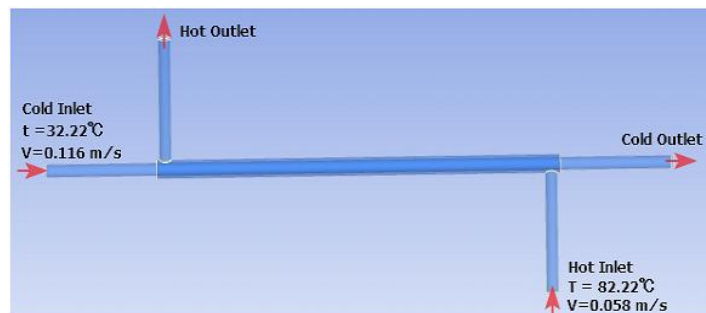 Hot Outlet
Cold Inlet
t =32.22℃
V=0.116 m/s
Cold Outlet
Hot Inlet
T = 82.22℃
V=0.058 m/s